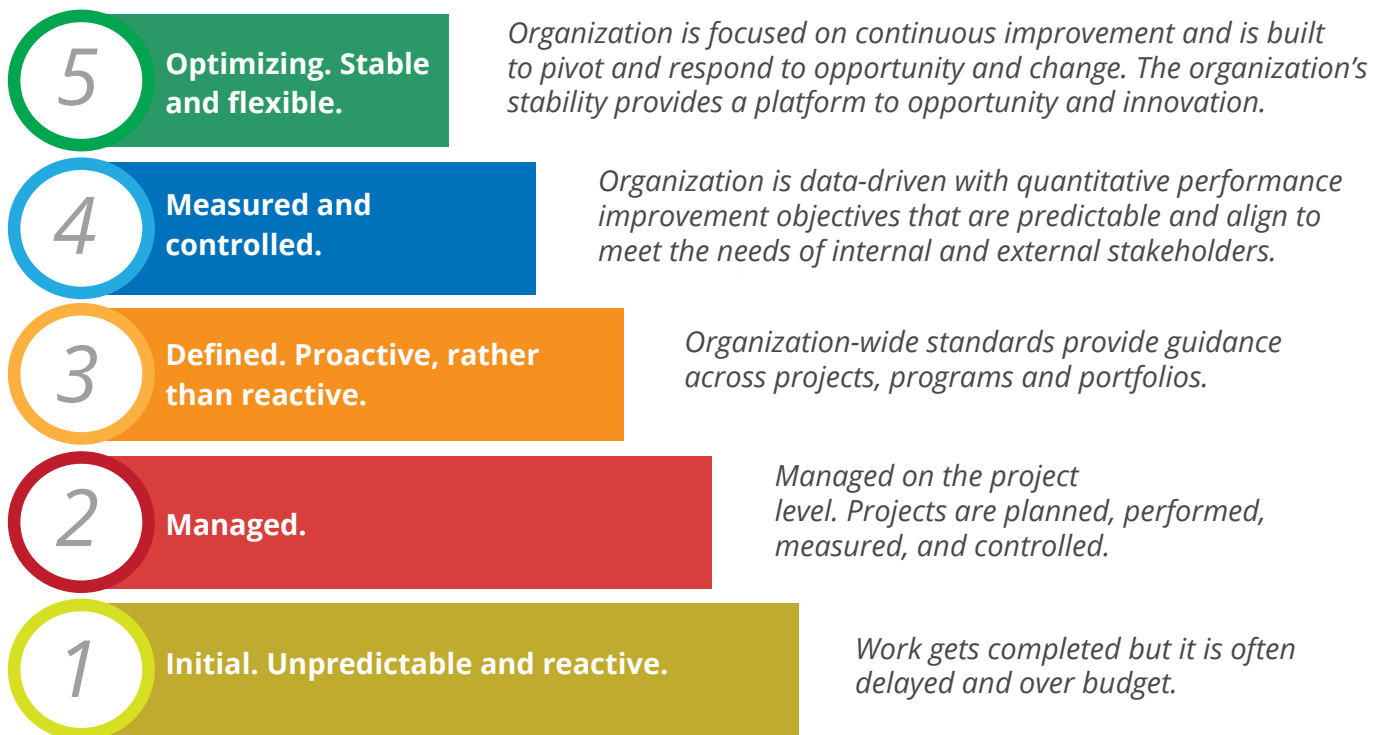 5
Optimizing. Stable
and flexible.
Organization is focused on continuous improvement and is built
to pivot and respond to opportunity and change. The organization's
stability provides a platform to opportunity and innovation.
4
Measured and
controlled.
Organization is data-driven with quantitative performance
improvement objectives that are predictable and align to
meet the needs of internal and external stakeholders.
3
Defined. Proactive, rather
than reactive.
Organization-wide standards provide guidance
across projects, programs and portfolios.
2
Managed.
Managed on the project
level. Projects are planned, performed,
measured, and controlled.
1
Initial. Unpredictable and reactive.
Work gets completed but it is often
delayed and over budget.